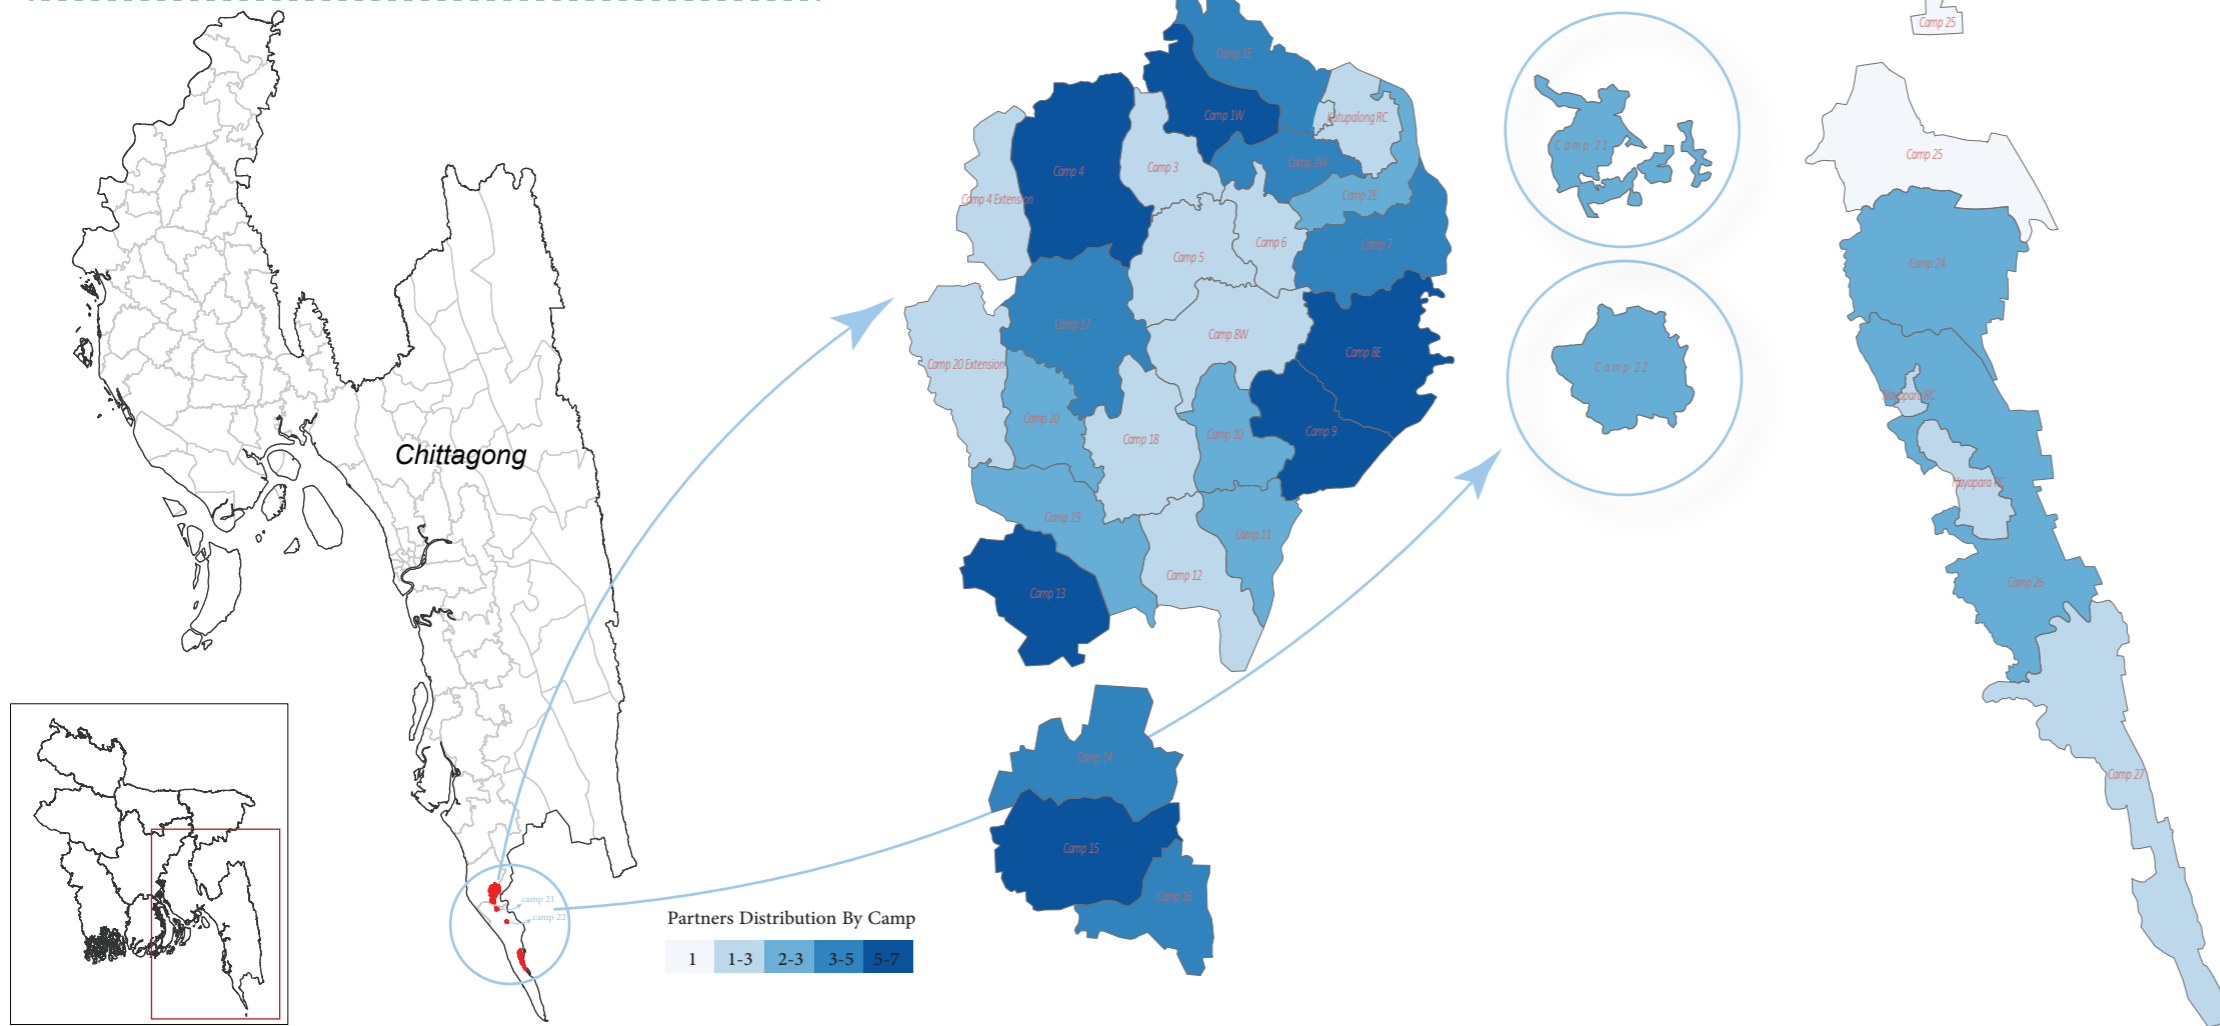 Camp 25
Camp 1E
Camp 1W
Kutupalong RC
Camp 21
Camp 25
Camp 4
Camp 3
Camp 2W
Camp 4 Extension
Camp 2E
Camp 6
Camp 7
Camp 5
Camp 24
Camp 17
Camp 8W
Camp 8E
Camp 20 Extension
Camp 22
Nayapara RC
Camp 20
Camp 18
Camp 10
Camp 9
Chittagong
Nayapara RC
Camp 19
Camp 11
Camp 12
Camp 26
Camp 13
Camp 14
Camp 27
Camp 15
Camp 16
camp 21
camp 22
Partners Distribution By Camp
1 1-3 2-3 3-5 5-7